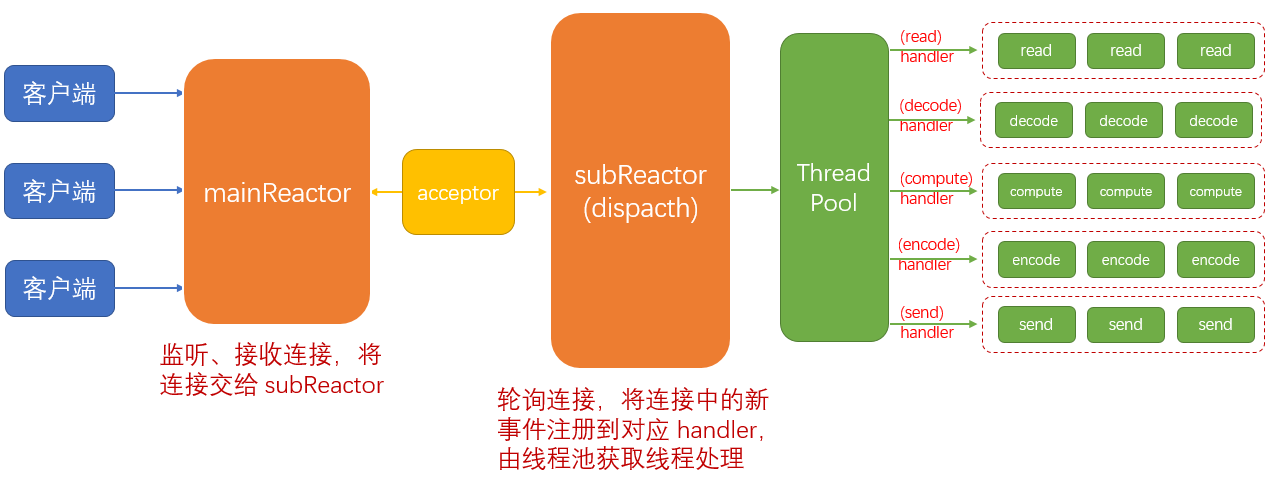 客户端
客户端
客户端
mainReactor
监听、接收连接，将
连接交给 subReactor
acceptor
subReactor
(dispacth)
轮询连接，将连接中的新
事件注册到对应 handler，
由线程池获取线程处理
Thread
Pool
(read)
handler
read read read
(decode)
handler
decode decode decode
(compute)
handler
compute compute compute
(encode)
handler
encode encode encode
(send)
handler
send send send